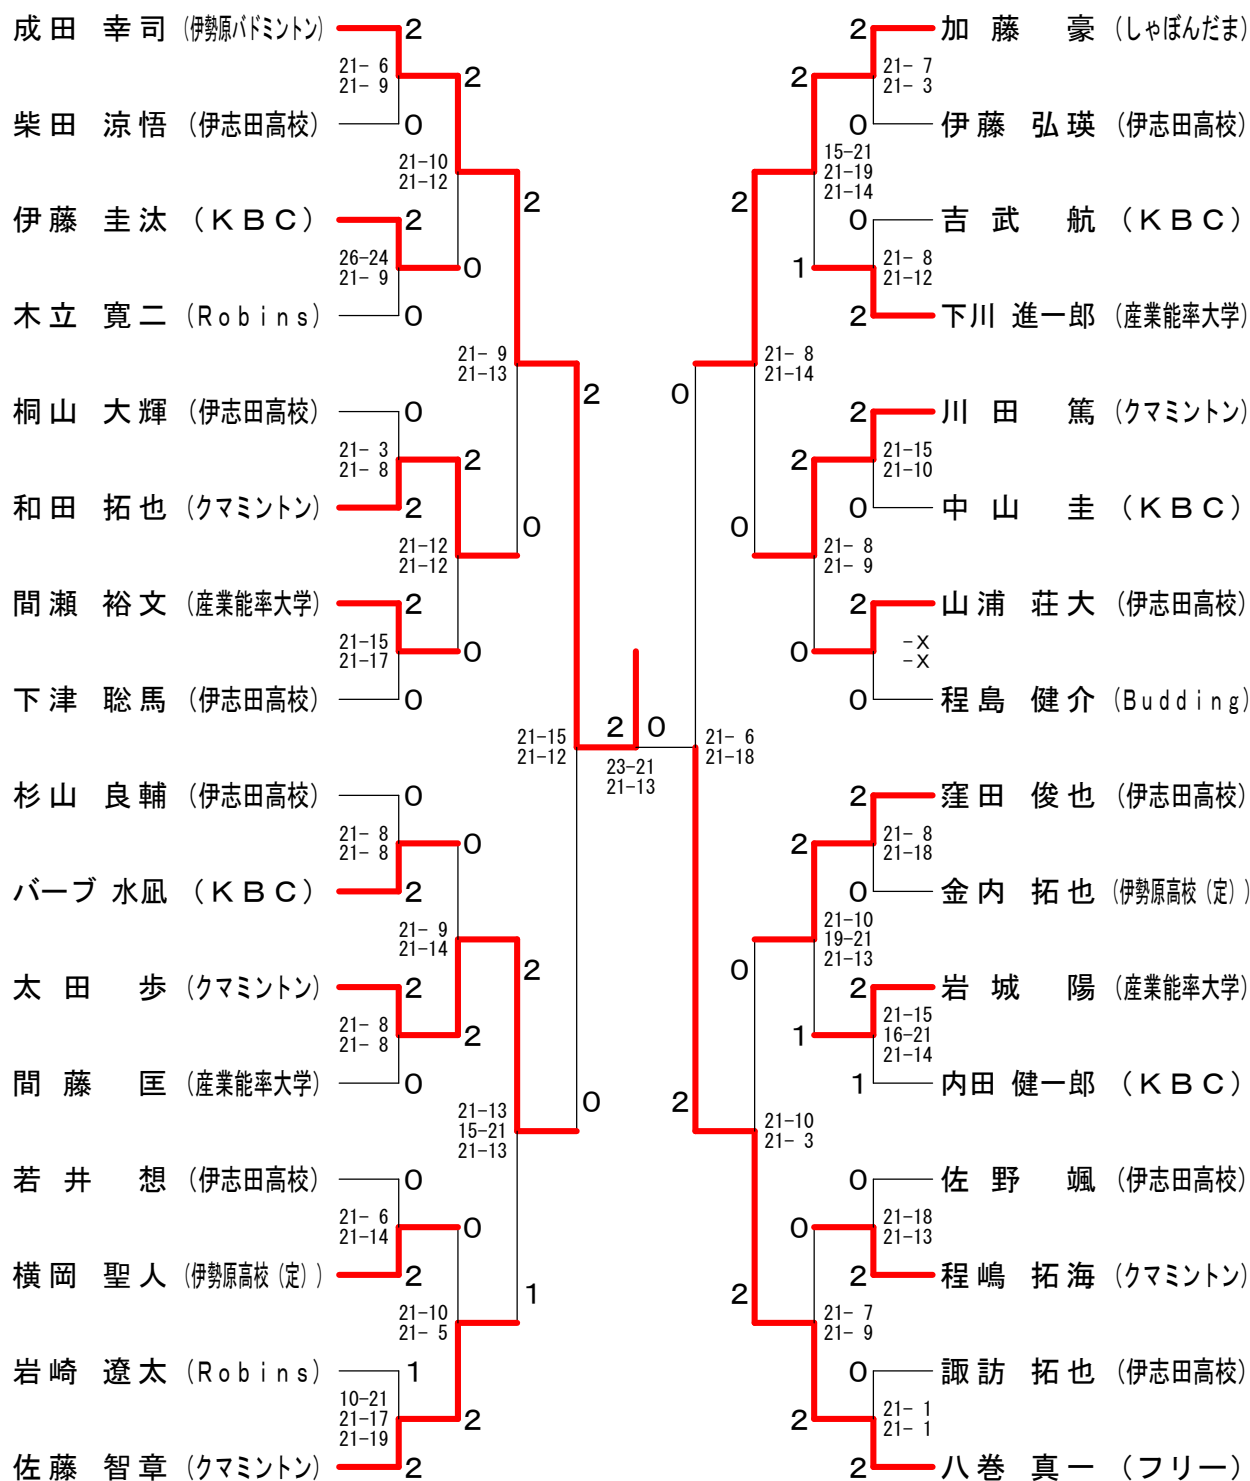 成田 幸司 (伊勢原バドミントン) 2
21- 6
21- 9
2
柴田 涼悟 (伊志田高校) 0
21-10
21-12
2
伊藤 圭汰 (KBC) 2
26-24
21- 9
0
木立 寛二 (Robins) 0
21- 9
21-13
2
桐山 大輝 (伊志田高校) 0
21- 3
21- 8
2
和田 拓也 (クマミントン) 2
21-12
21-12
0
間瀬 裕文 (産業能率大学) 2
21-15
21-17
0
下津 聡馬 (伊志田高校) 0
21-15
21-12
2 0
23-21
21-13
杉山 良輔 (伊志田高校) 0
21- 8
21- 8
0
バーブ 水凪 (KBC) 2
21- 9
21-14
2
太田 歩 (クマミントン) 2
21- 8
21- 8
2
間藤 匡 (産業能率大学) 0
21-13
15-21
21-13
0
若井 想 (伊志田高校) 0
21- 6
21-14
0
横岡 聖人 (伊勢原高校(定)) 2
21-10
21- 5
1
岩崎 遼太 (Robins) 1
10-21
21-17
21-19
2
佐藤 智章 (クマミントン) 2
2 加藤 豪 (しゃぼんだま)
2
21- 7
21- 3
0 伊藤 弘瑛 (伊志田高校)
15-21
21-19
21-14
2
0 吉武 航 (KBC)
1
21- 8
21-12
2 下川 進一郎 (産業能率大学)
0
21- 8
21-14
2 川田 篤 (クマミントン)
2
21-15
21-10
0 中山 圭 (KBC)
0
21- 8
21- 9
2 山浦 荘大 (伊志田高校)
0
-X
-X
0 程島 健介 (Budding)
21- 6
21-18
2 窪田 俊也 (伊志田高校)
2
21- 8
21-18
0 金内 拓也 (伊勢原高校(定))
21-10
19-21
21-13
0
2 岩城 陽 (産業能率大学)
1
21-15
16-21
21-14
1 内田 健一郎 (KBC)
2
21-10
21- 3
0 佐野 颯 (伊志田高校)
0
21-18
21-13
2 程嶋 拓海 (クマミントン)
2
21- 7
21- 9
0 諏訪 拓也 (伊志田高校)
2
21- 1
21- 1
2 八巻 真一 (フリー)